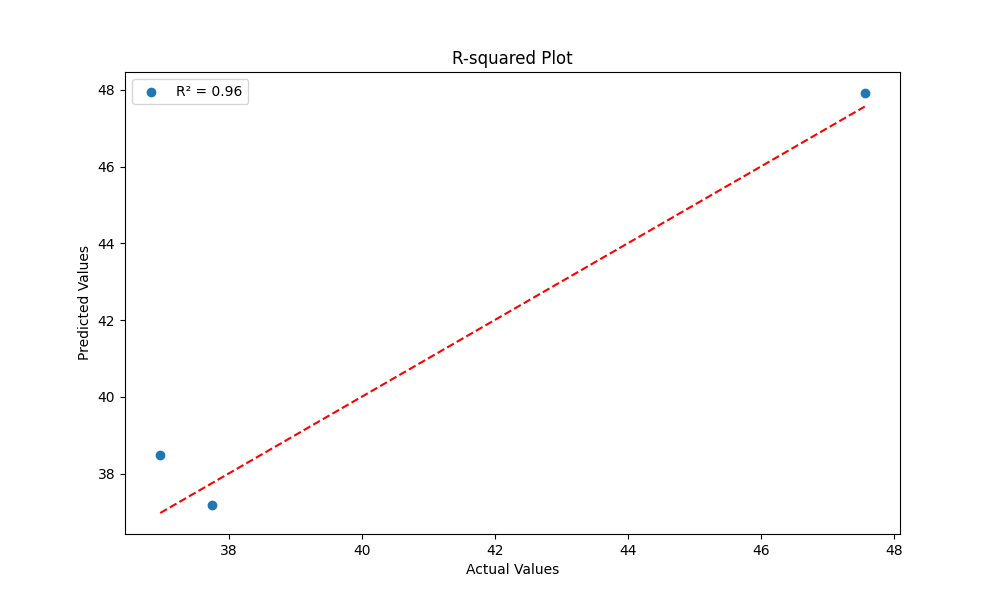 R-squared Plot
R² = 0.96
Predicted Values
48
46
44
42
40
38
38 40 42 44 46 48
Actual Values